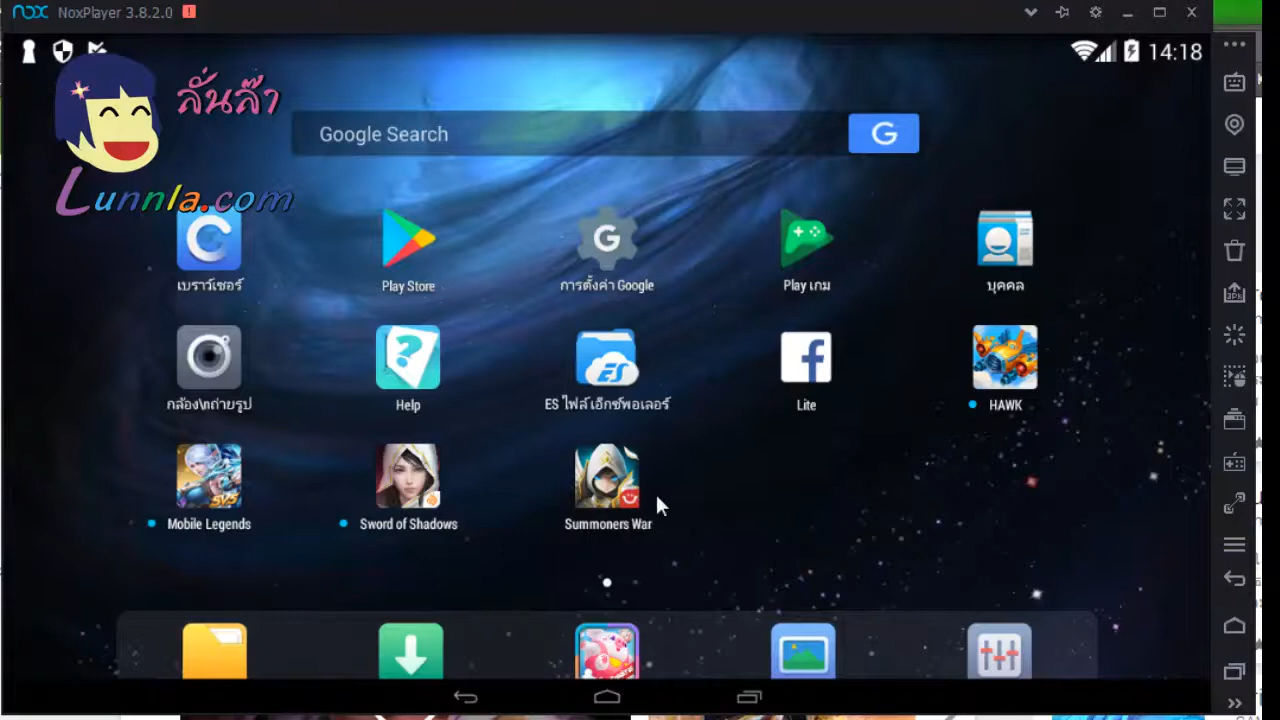 nox NoxPlayer 3.8.2.0
14:18
ลั่นล๊า
Google Search
G
Lunnla.com
เบราว์เซอร์
Play Store
การตั้งค่า Google
Play เกม
บุคคล
กล้อง\nถ่ายรูป
Help
ES ไฟล์ เอ็กซ์พอเลอร์
Lite
HAWK
5V5
Mobile Legends
Sword of Shadows
Summoners War